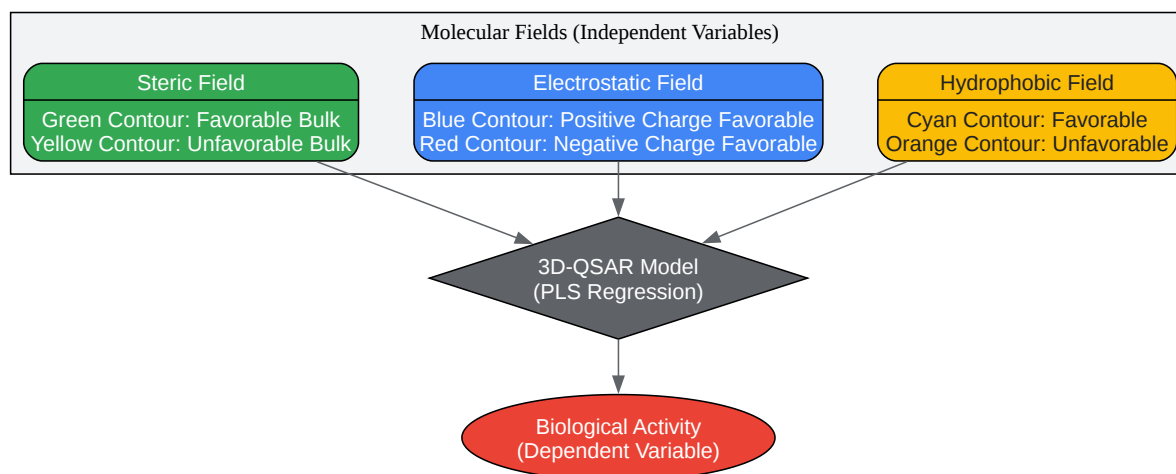 Molecular Fields (Independent Variables)
Steric Field
Green Contour: Favorable Bulk
Yellow Contour: Unfavorable Bulk
Electrostatic Field
Blue Contour: Positive Charge Favorable
Red Contour: Negative Charge Favorable
Hydrophobic Field
Cyan Contour: Favorable
Orange Contour: Unfavorable
3D-QSAR Model
(PLS Regression)
Biological Activity
(Dependent Variable)